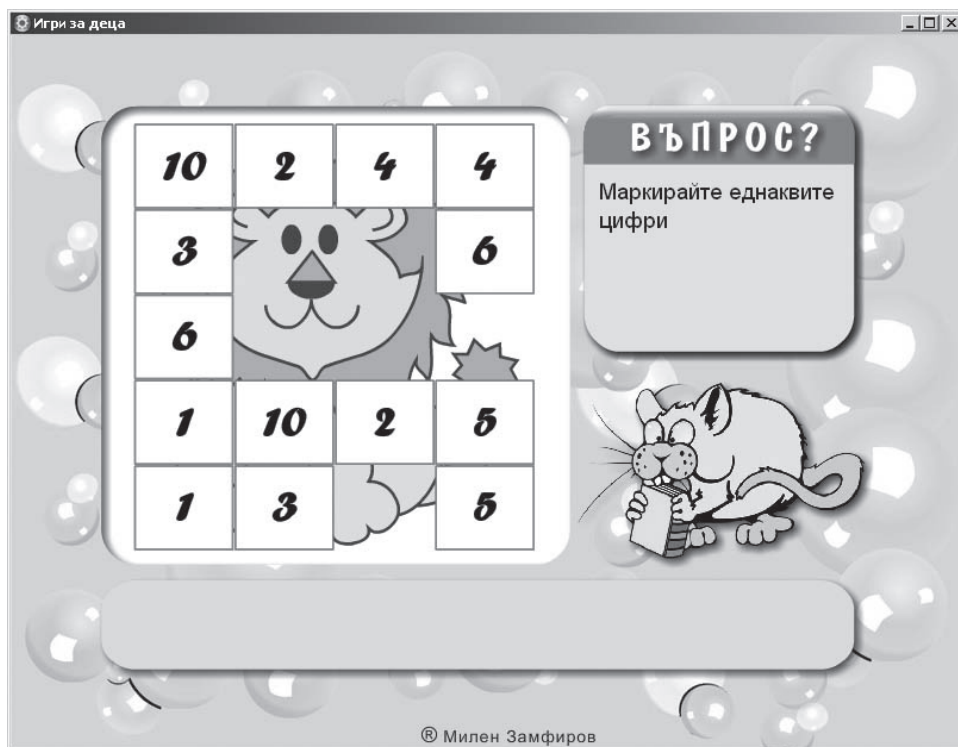 Игри за деца
10 2 4 4
3 6
6
1 10 2 5
1 3 5
ВЪПРОС?
Маркирайте еднаквите
цифри
® Милен Замфиров